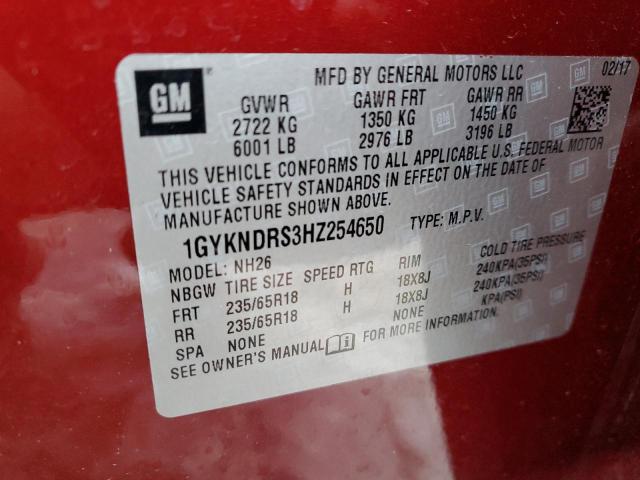 GM
MFD BY GENERAL MOTORS LLC 02/17
GVWR GAWR FRT GAWR RR
2722 KG 1350 KG 1450 KG
6001 LB 2976 LB 3196 LB
THIS VEHICLE CONFORMS TO ALL APPLICABLE U.S. FEDERAL MOTOR
VEHICLE SAFETY STANDARDS IN EFFECT ON THE DATE OF
MANUFACTURE SHOWN ABOVE.
1GYKNDRS3HZ254650 TYPE: M.P.V.
MODEL: NH26
NBGW TIRE SIZE SPEED RTG RIM COLD TIRE PRESSURE
FRT 235/65R18 H 18X8J 240KPA(35PSI)
RR 235/65R18 H 18X8J 240KPA(35PSI)
SPA NONE NONE KPA(PSI)
SEE OWNER'S MANUAL FOR MORE INFORMATION.